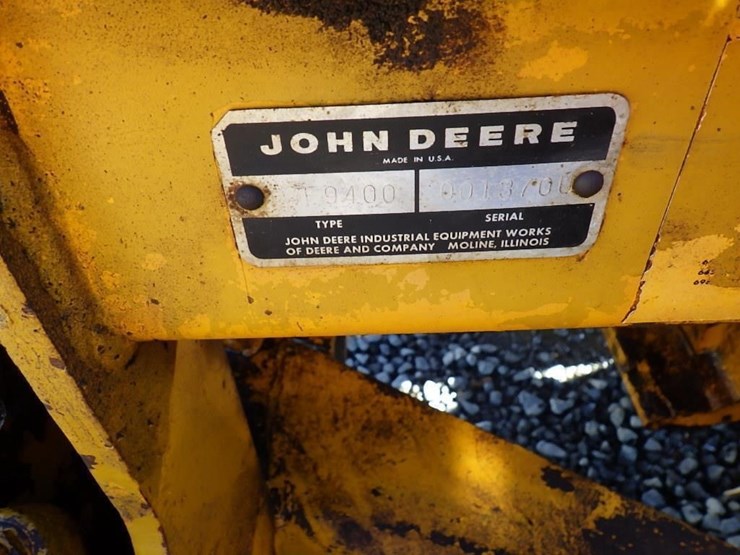 JOHN DEERE
MADE IN U.S.A.
9400
TYPE SERIAL
JOHN DEERE INDUSTRIAL EQUIPMENT WORKS
OF DEERE AND COMPANY MOLINE, ILLINOIS